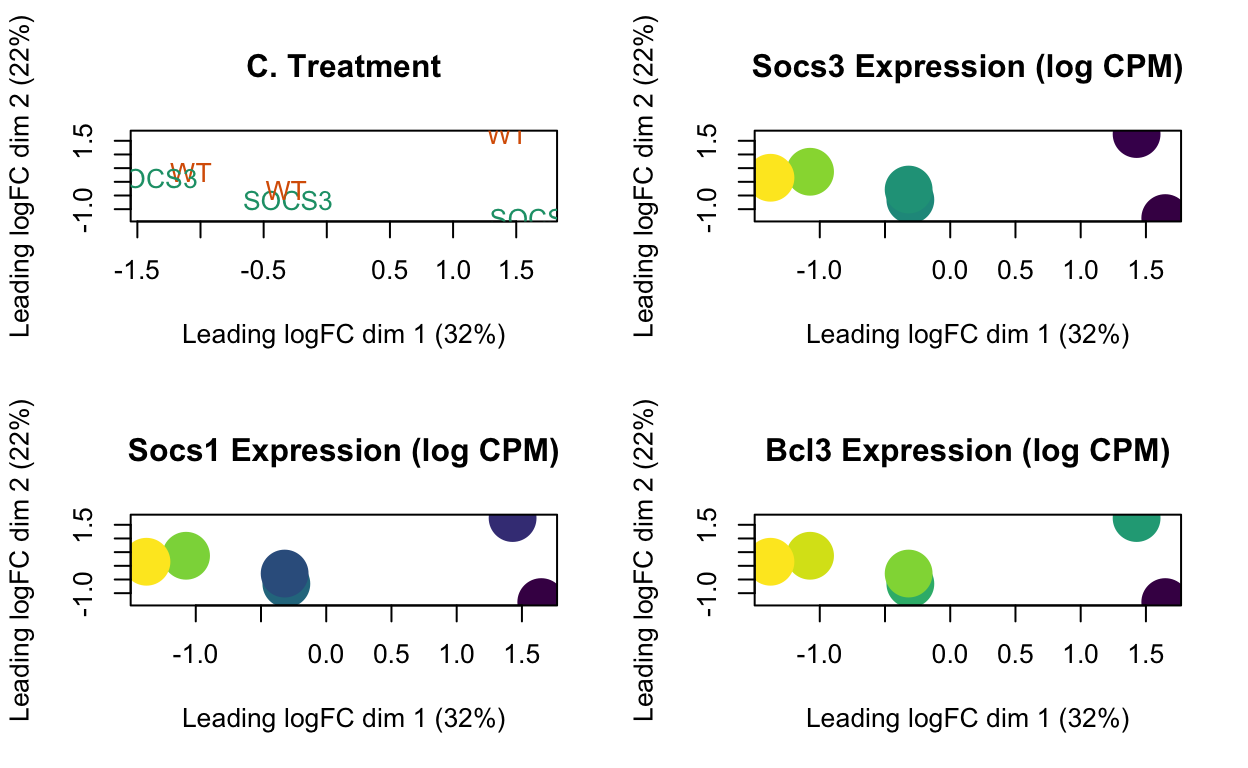 C. Treatment
Leading logFC dim 2 (22%)
1.5
-1.0
WT
OCS3
WT
WT
SOCS3
SOCS
-1.5 -0.5 0.5 1.0 1.5
Leading logFC dim 1 (32%)
Socs3 Expression (log CPM)
Leading logFC dim 2 (22%)
1.5
-1.0
-1.0 0.0 0.5 1.0 1.5
Leading logFC dim 1 (32%)
Socs1 Expression (log CPM)
Leading logFC dim 2 (22%)
1.5
-1.0
-1.0 0.0 0.5 1.0 1.5
Leading logFC dim 1 (32%)
Bcl3 Expression (log CPM)
Leading logFC dim 2 (22%)
1.5
-1.0
-1.0 0.0 0.5 1.0 1.5
Leading logFC dim 1 (32%)